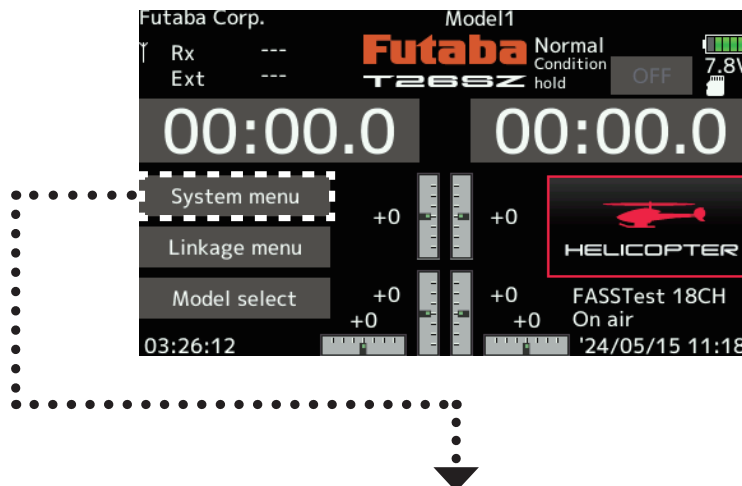 Futaba Corp. Model1
Rx ---
Ext ---
Futaba
T26SZ
Normal
Condition
hold
OFF
7.8V
00:00.0 00:00.0
System menu
+0 +0
Linkage menu
HELICOPTER
Model select
+0 +0
FASSTest 18CH
+0 +0
On air
03:26:12
'24/05/15 11:18